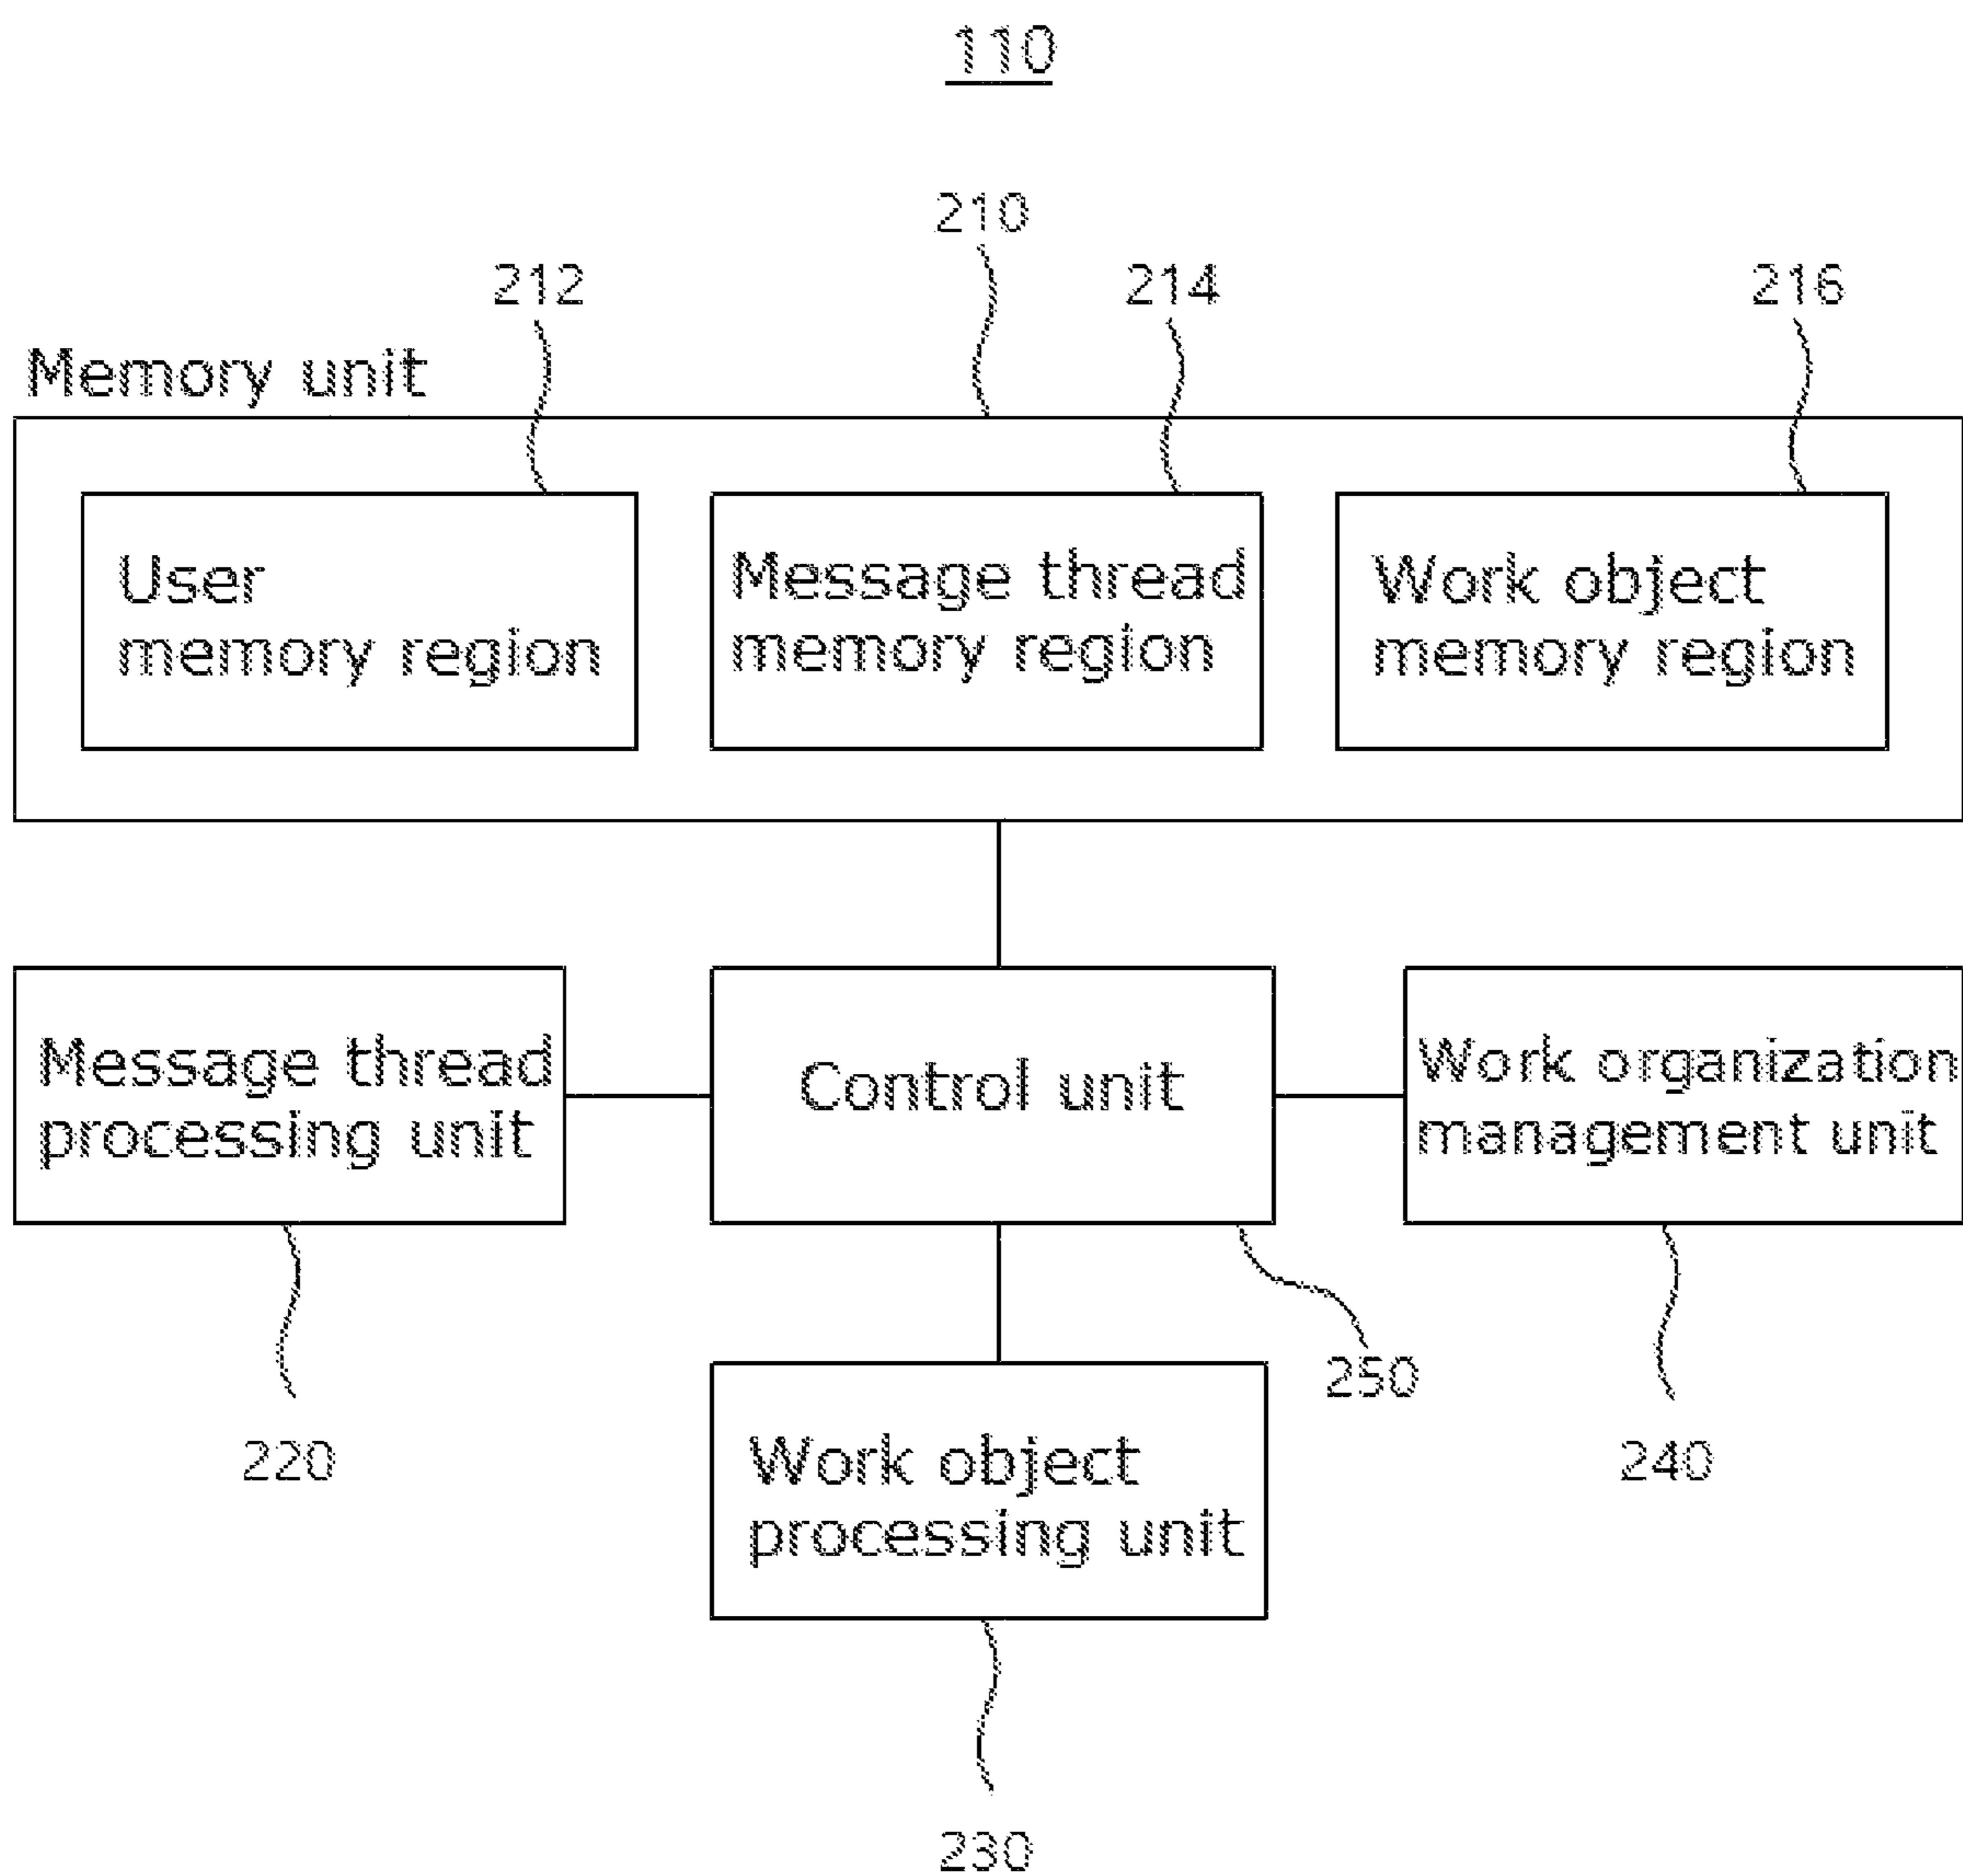 110
210
212
214
216
Memory unit
User
memory region
Message thread
memory region
Work object
memory region
Message thread
processing unit
Control unit
Work organization
management unit
250
220
240
Work object
processing unit
230